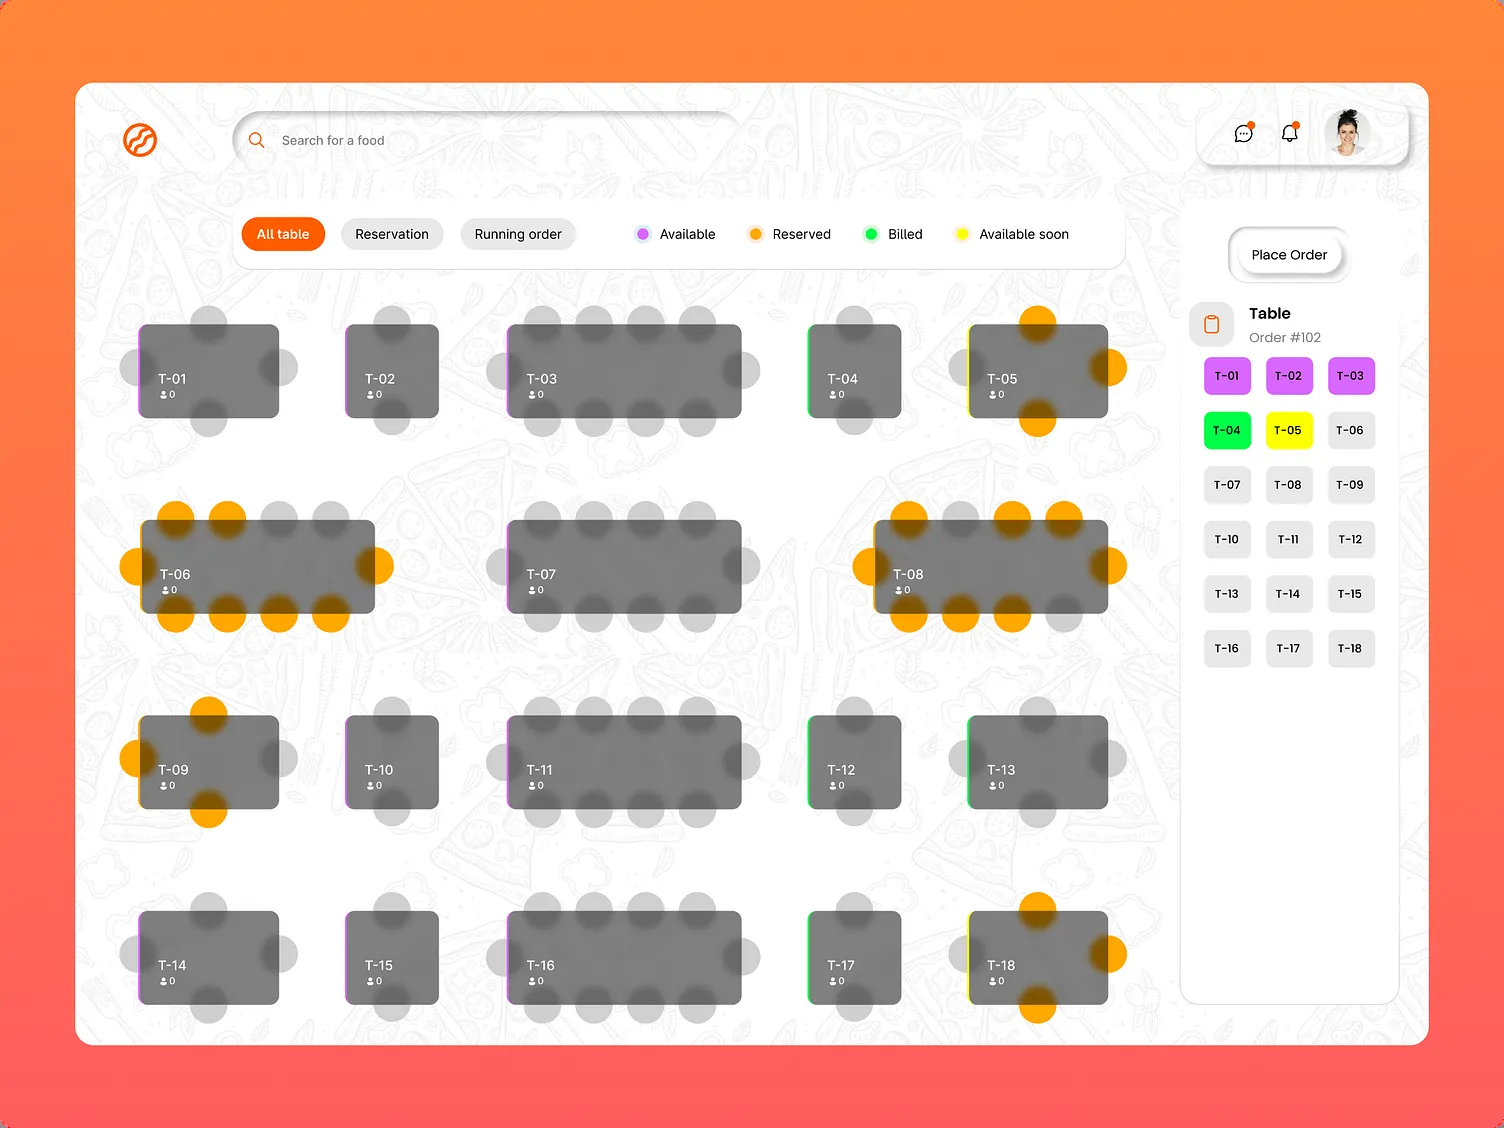 Search for a food
All table Reservation Running order Available Reserved Billed Available soon
Place Order
Table
Order #102
T-01 T-02 T-03
T-04 T-05 T-06
T-07 T-08 T-09
T-10 T-11 T-12
T-13 T-14 T-15
T-16 T-17 T-18
T-01 T-02 T-03 T-04 T-05
0 0 0 0 0
T-06 T-07 T-08
0 0 0
T-09 T-10 T-11 T-12 T-13
0 0 0 0 0
T-14 T-15 T-16 T-17 T-18
0 0 0 0 0